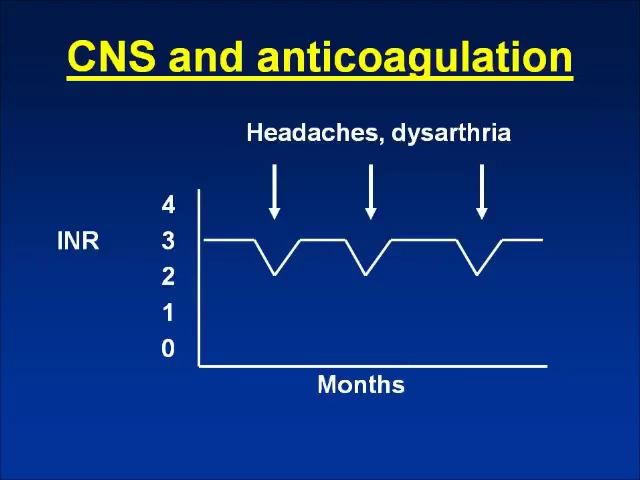 CNS and anticoagulation
Headaches, dysarthria
4
INR 3
2
1
0
Months